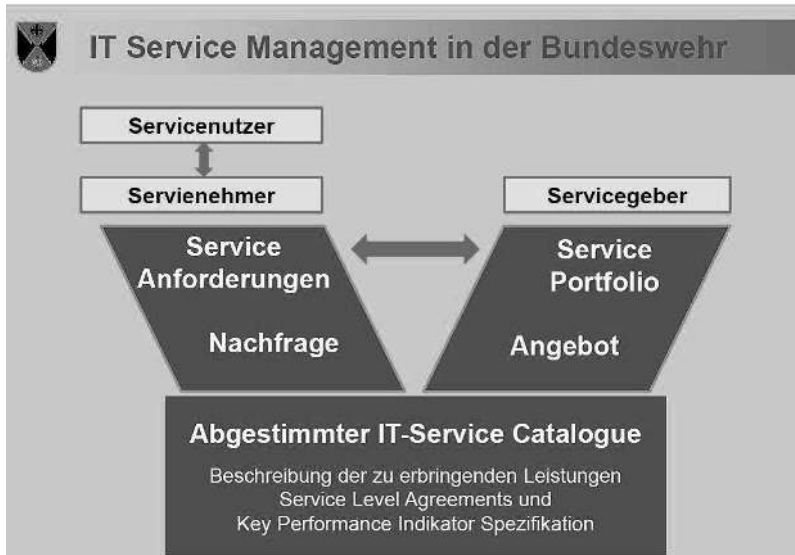 IT Service Management in der Bundeswehr
Servicenutzer
Servienehmer
Servicegeber
Service
Anforderungen
Nachfrage
Service
Portfolio
Angebot
Abgestimmter IT-Service Catalogue
Beschreibung der zu erbringenden Leistungen
Service Level Agreements und
Key Performance Indikator Spezifikation